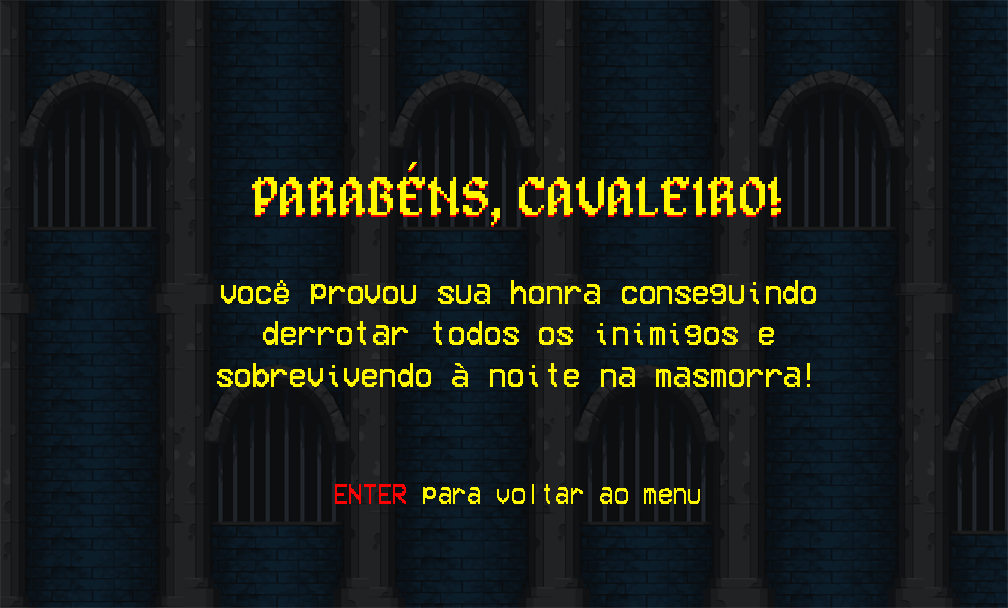 PARABÉNS, CAVALEIRO!
você provou sua honra conseguindo
derrotar todos os inimigos e
sobrevivendo à noite na masmorra!
ENTER para voltar ao menu